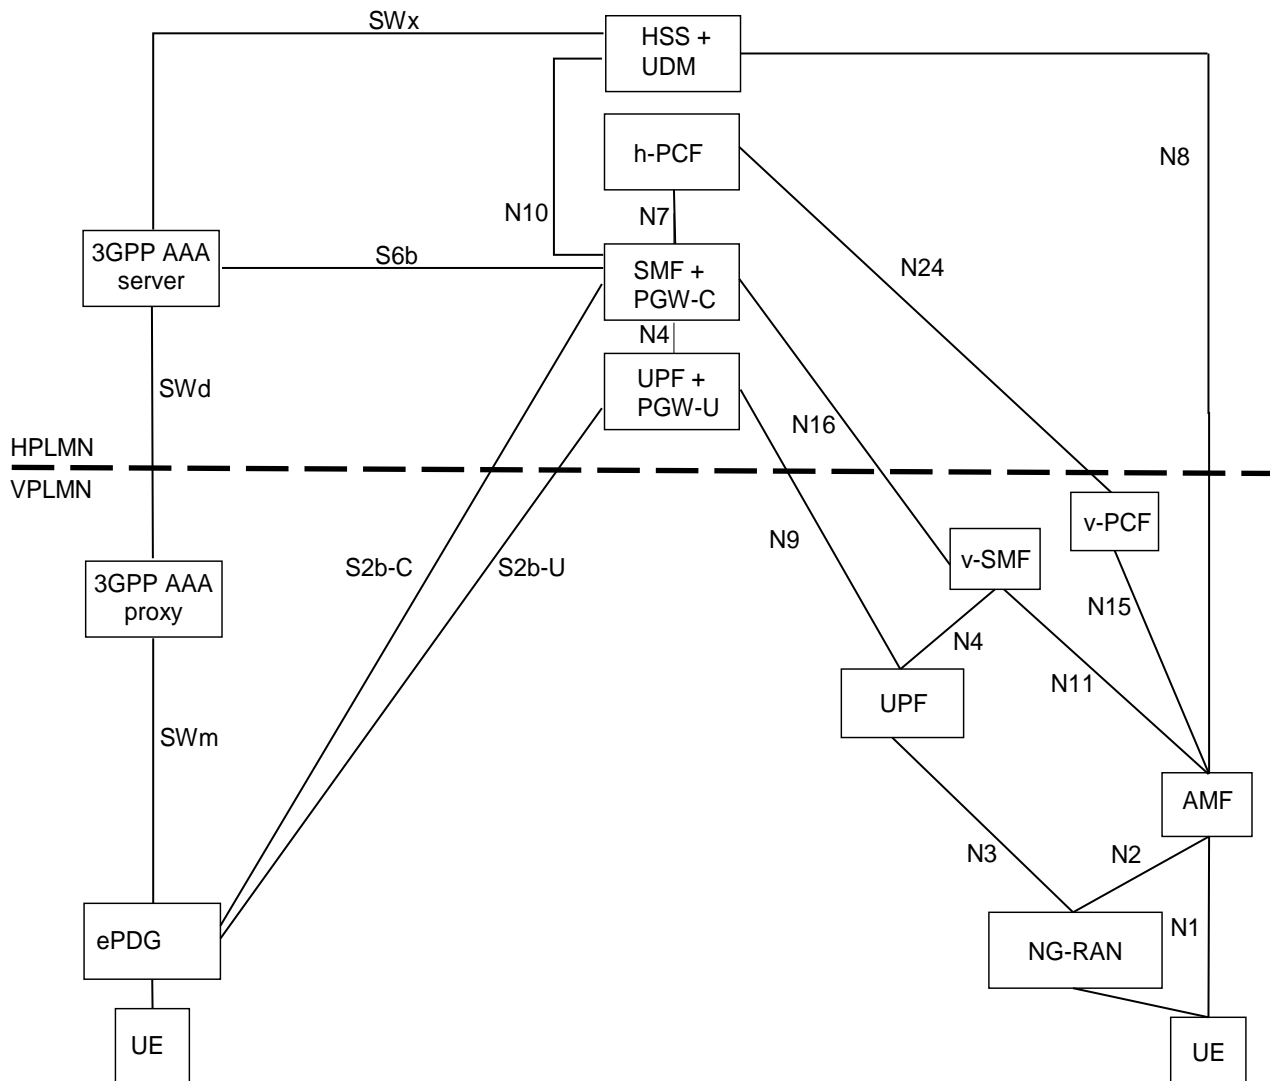 SWx
HSS +
UDM
h-PCF
N8
N10
N7
3GPP AAA
server
S6b
SMF +
PGW-C
N24
N4
SWd
UPF +
PGW-U
N16
HPLMN
VPLMN
v-PCF
N9
v-SMF
S2b-C
S2b-U
3GPP AAA
proxy
N15
N4
N11
UPF
SWm
AMF
N3
N2
ePDG
N1
NG-RAN
UE
UE